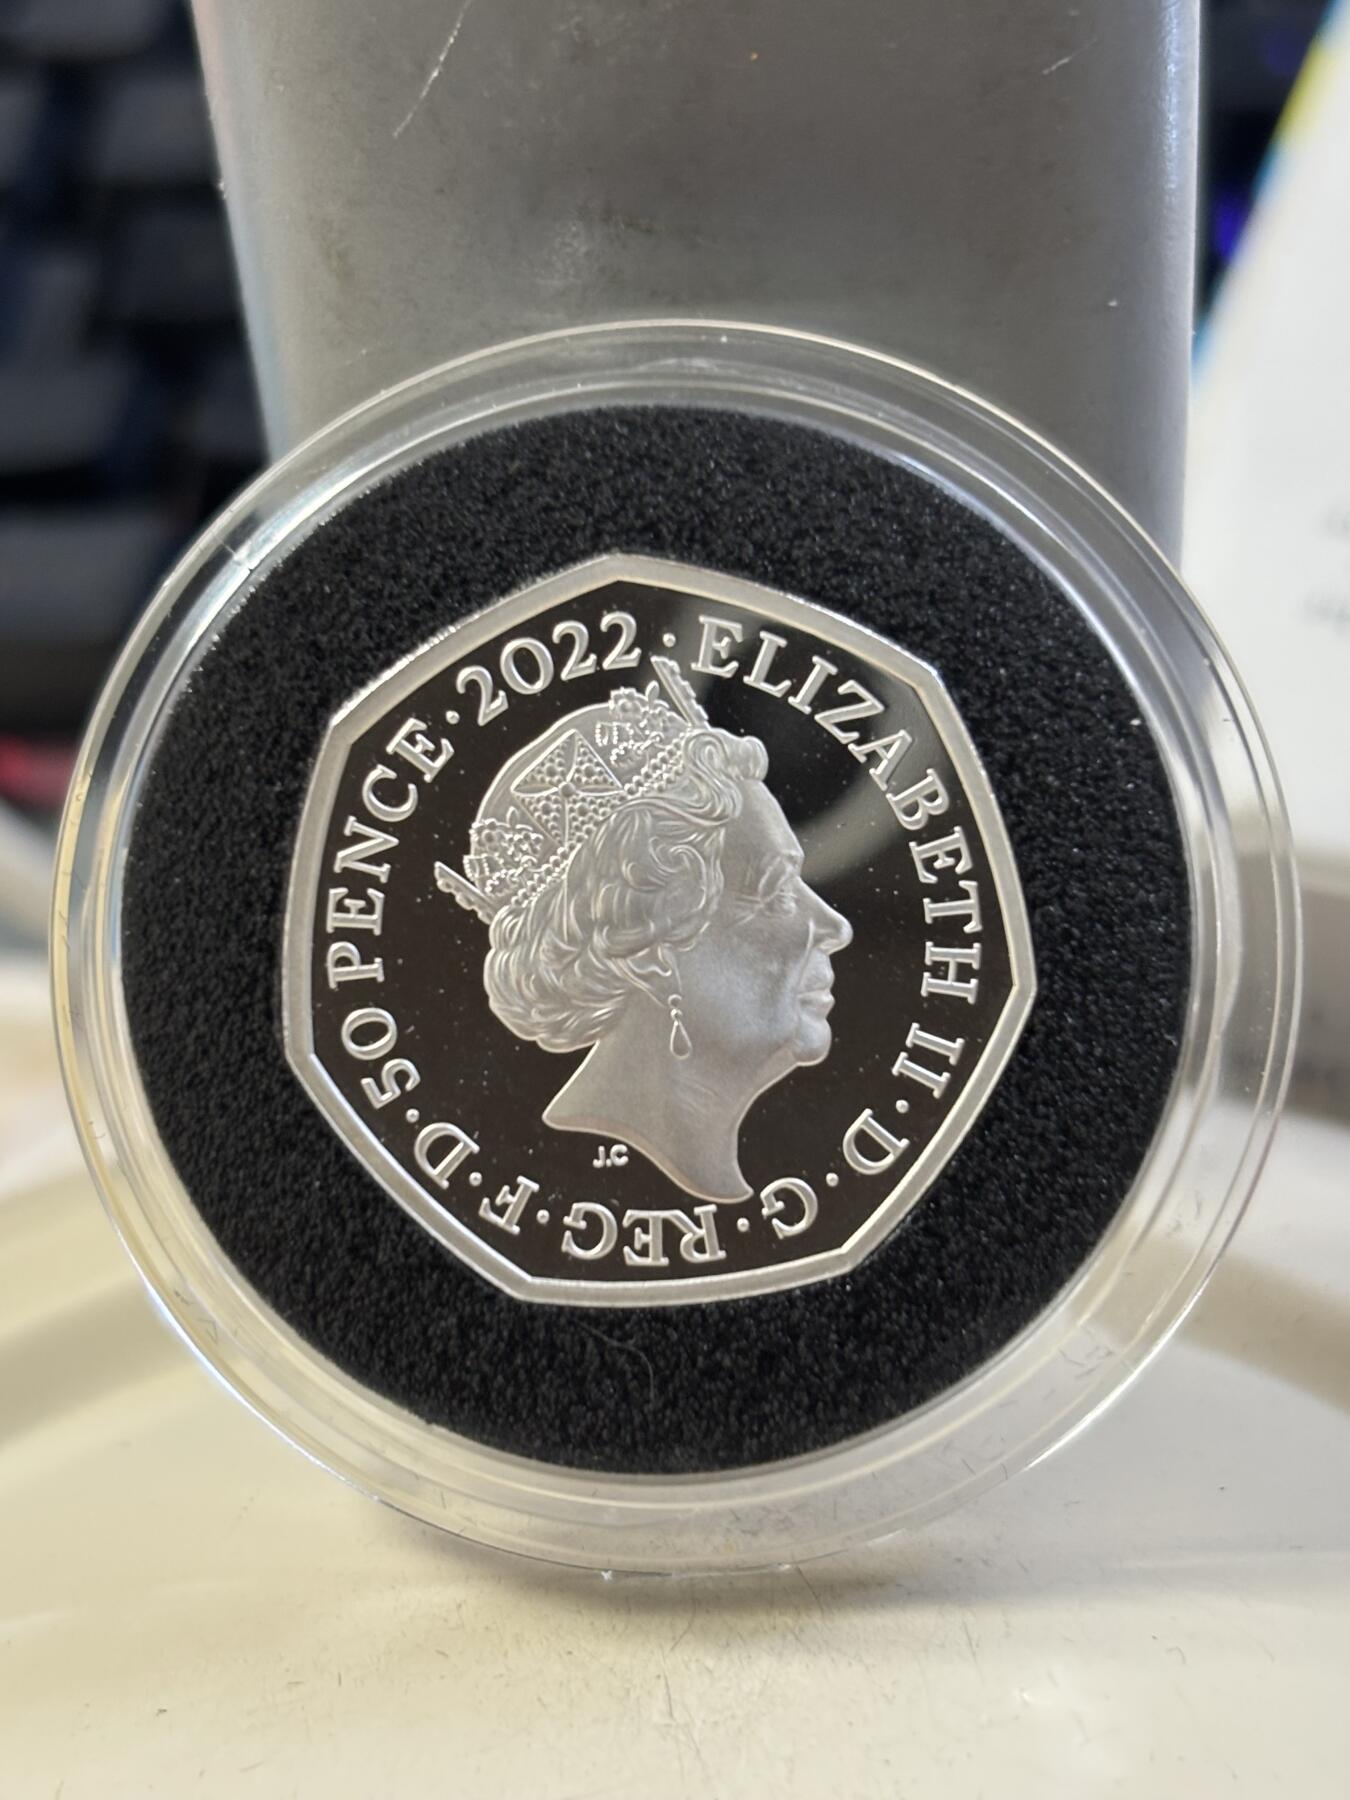 ELIZABETH II · D · G · REG · F · D · 50 PENCE · 2022 ·
J.C